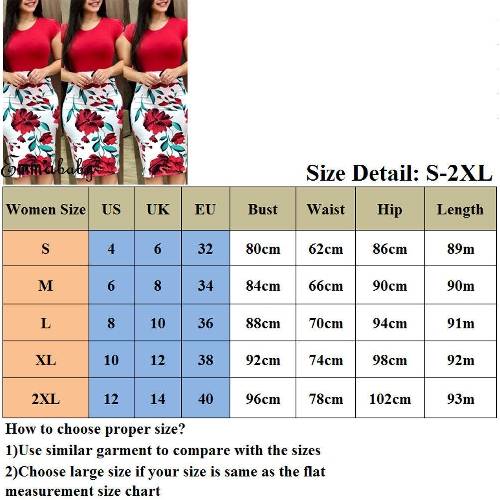 Emmababy
Size Detail: S-2XL
Women Size US UK EU Bust Waist Hip Length
S 4 6 32 80cm 62cm 86cm 89m
M 6 8 34 84cm 66cm 90cm 90m
L 8 10 36 88cm 70cm 94cm 91m
XL 10 12 38 92cm 74cm 98cm 92m
2XL 12 14 40 96cm 78cm 102cm 93m
How to choose proper size?
1)Use similar garment to compare with the sizes
2)Choose large size if your size is same as the flat
measurement size chart